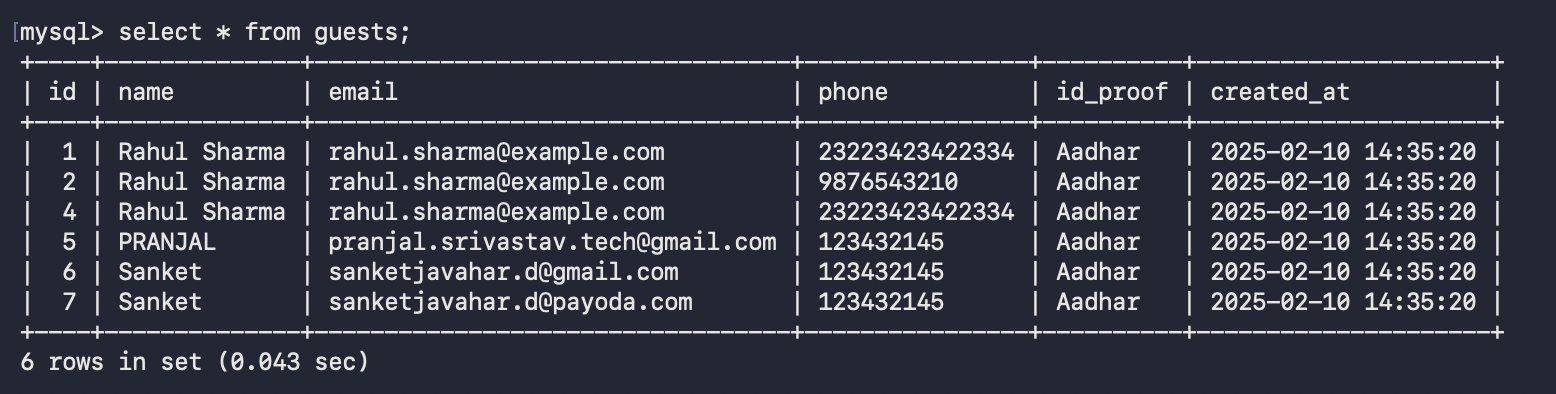 [mysql> select * from guests;
+----+--------------+----------------------------------+----------------+----------+---------------------+
| id | name         | email                            | phone          | id_proof | created_at          |
+----+--------------+----------------------------------+----------------+----------+---------------------+
|  1 | Rahul Sharma | rahul.sharma@example.com         | 23223423422334 | Aadhar   | 2025-02-10 14:35:20 |
|  2 | Rahul Sharma | rahul.sharma@example.com         | 9876543210     | Aadhar   | 2025-02-10 14:35:20 |
|  4 | Rahul Sharma | rahul.sharma@example.com         | 23223423422334 | Aadhar   | 2025-02-10 14:35:20 |
|  5 | PRANJAL      | pranjal.srivastav.tech@gmail.com | 123432145      | Aadhar   | 2025-02-10 14:35:20 |
|  6 | Sanket       | sanketjavahar.d@gmail.com        | 123432145      | Aadhar   | 2025-02-10 14:35:20 |
|  7 | Sanket       | sanketjavahar.d@payoda.com       | 123432145      | Aadhar   | 2025-02-10 14:35:20 |
+----+--------------+----------------------------------+----------------+----------+---------------------+
6 rows in set (0.043 sec)